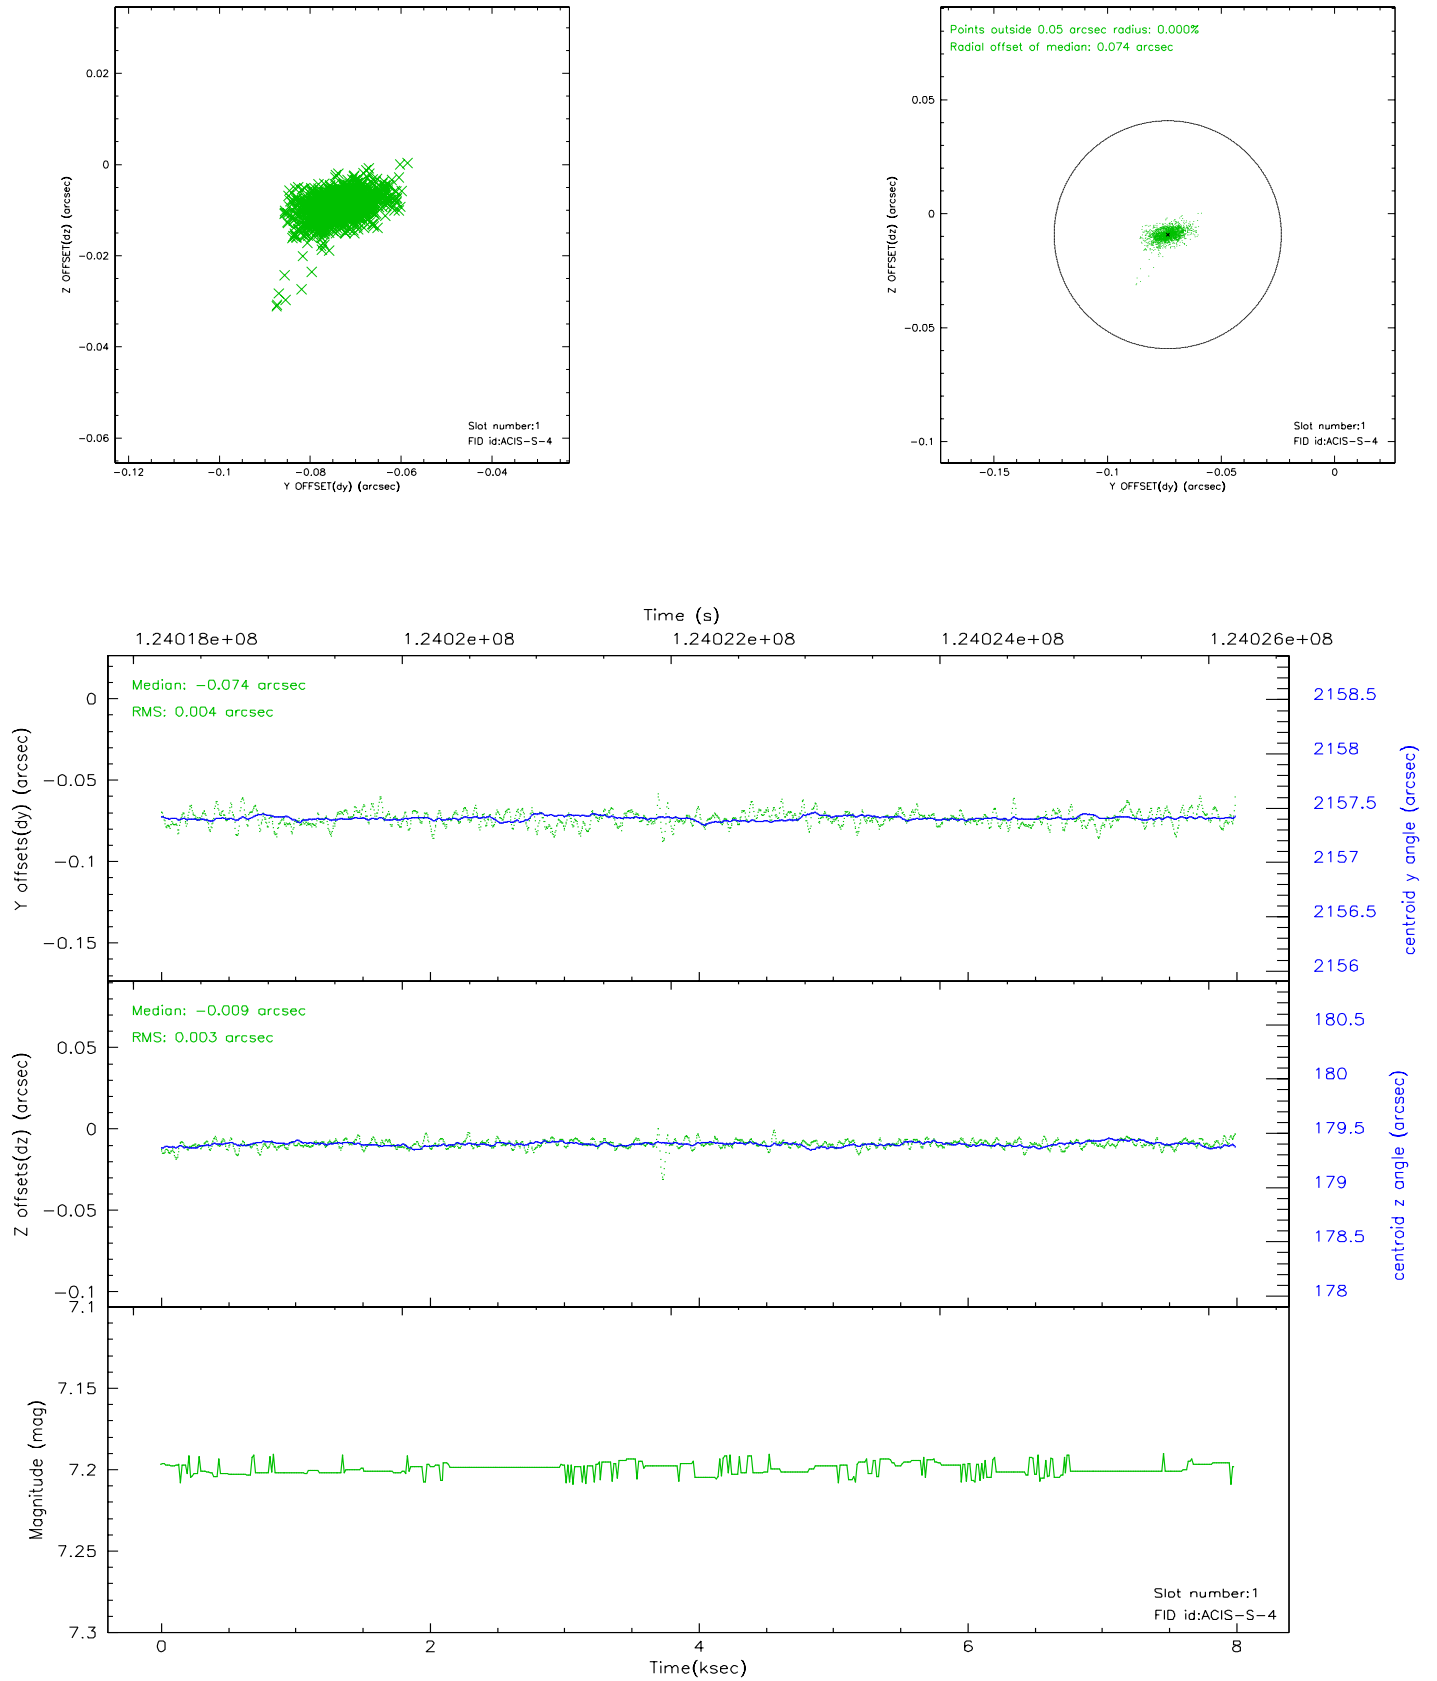 0.02
0
−0.02
−0.04
−0.06
Z OFFSET(dz) (arcsec)
Slot number:1
FID id:ACIS−S−4
−0.12
−0.1
−0.08
−0.06
−0.04
Y OFFSET(dy) (arcsec)
Points outside 0.05 arcsec radius: 0.000%
Radial offset of median: 0.074 arcsec
0.05
0
−0.05
−0.1
Z OFFSET(dz) (arcsec)
Slot number:1
FID id:ACIS−S−4
−0.15
−0.1
−0.05
0
Y OFFSET(dy) (arcsec)
Time (s)
1.24018e+08
1.2402e+08
1.24022e+08
1.24024e+08
1.24026e+08
Median: −0.074 arcsec
RMS: 0.004 arcsec
0
−0.05
−0.1
−0.15
Y offsets(dy) (arcsec)
2158.5
2158
2157.5
2157
2156.5
2156
centroid y angle (arcsec)
Median: −0.009 arcsec
RMS: 0.003 arcsec
0.05
0
−0.05
−0.1
Z offsets(dz) (arcsec)
180.5
180
179.5
179
178.5
178
centroid z angle (arcsec)
7.1
7.15
7.2
7.25
7.3
Magnitude (mag)
Slot number:1
FID id:ACIS−S−4
0
2
4
6
8
Time(ksec)